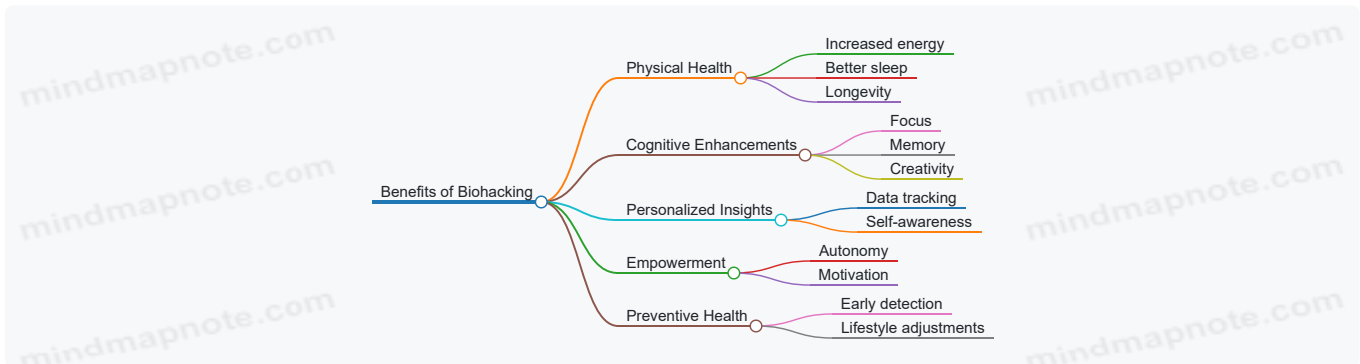 mindmapnote.com
mindmapnote.com
Increased energy
Physical Health
Better sleep
Longevity
Focus
Cognitive Enhancements
Memory
Creativity
mindmapnote.com
mindmapnote.com
Benefits of Biohacking
Data tracking
Personalized Insights
Self-awareness
Autonomy
Empowerment
Motivation
Early detection
Preventive Health
Lifestyle adjustments
mindmapnote.com
mindmapnote.com